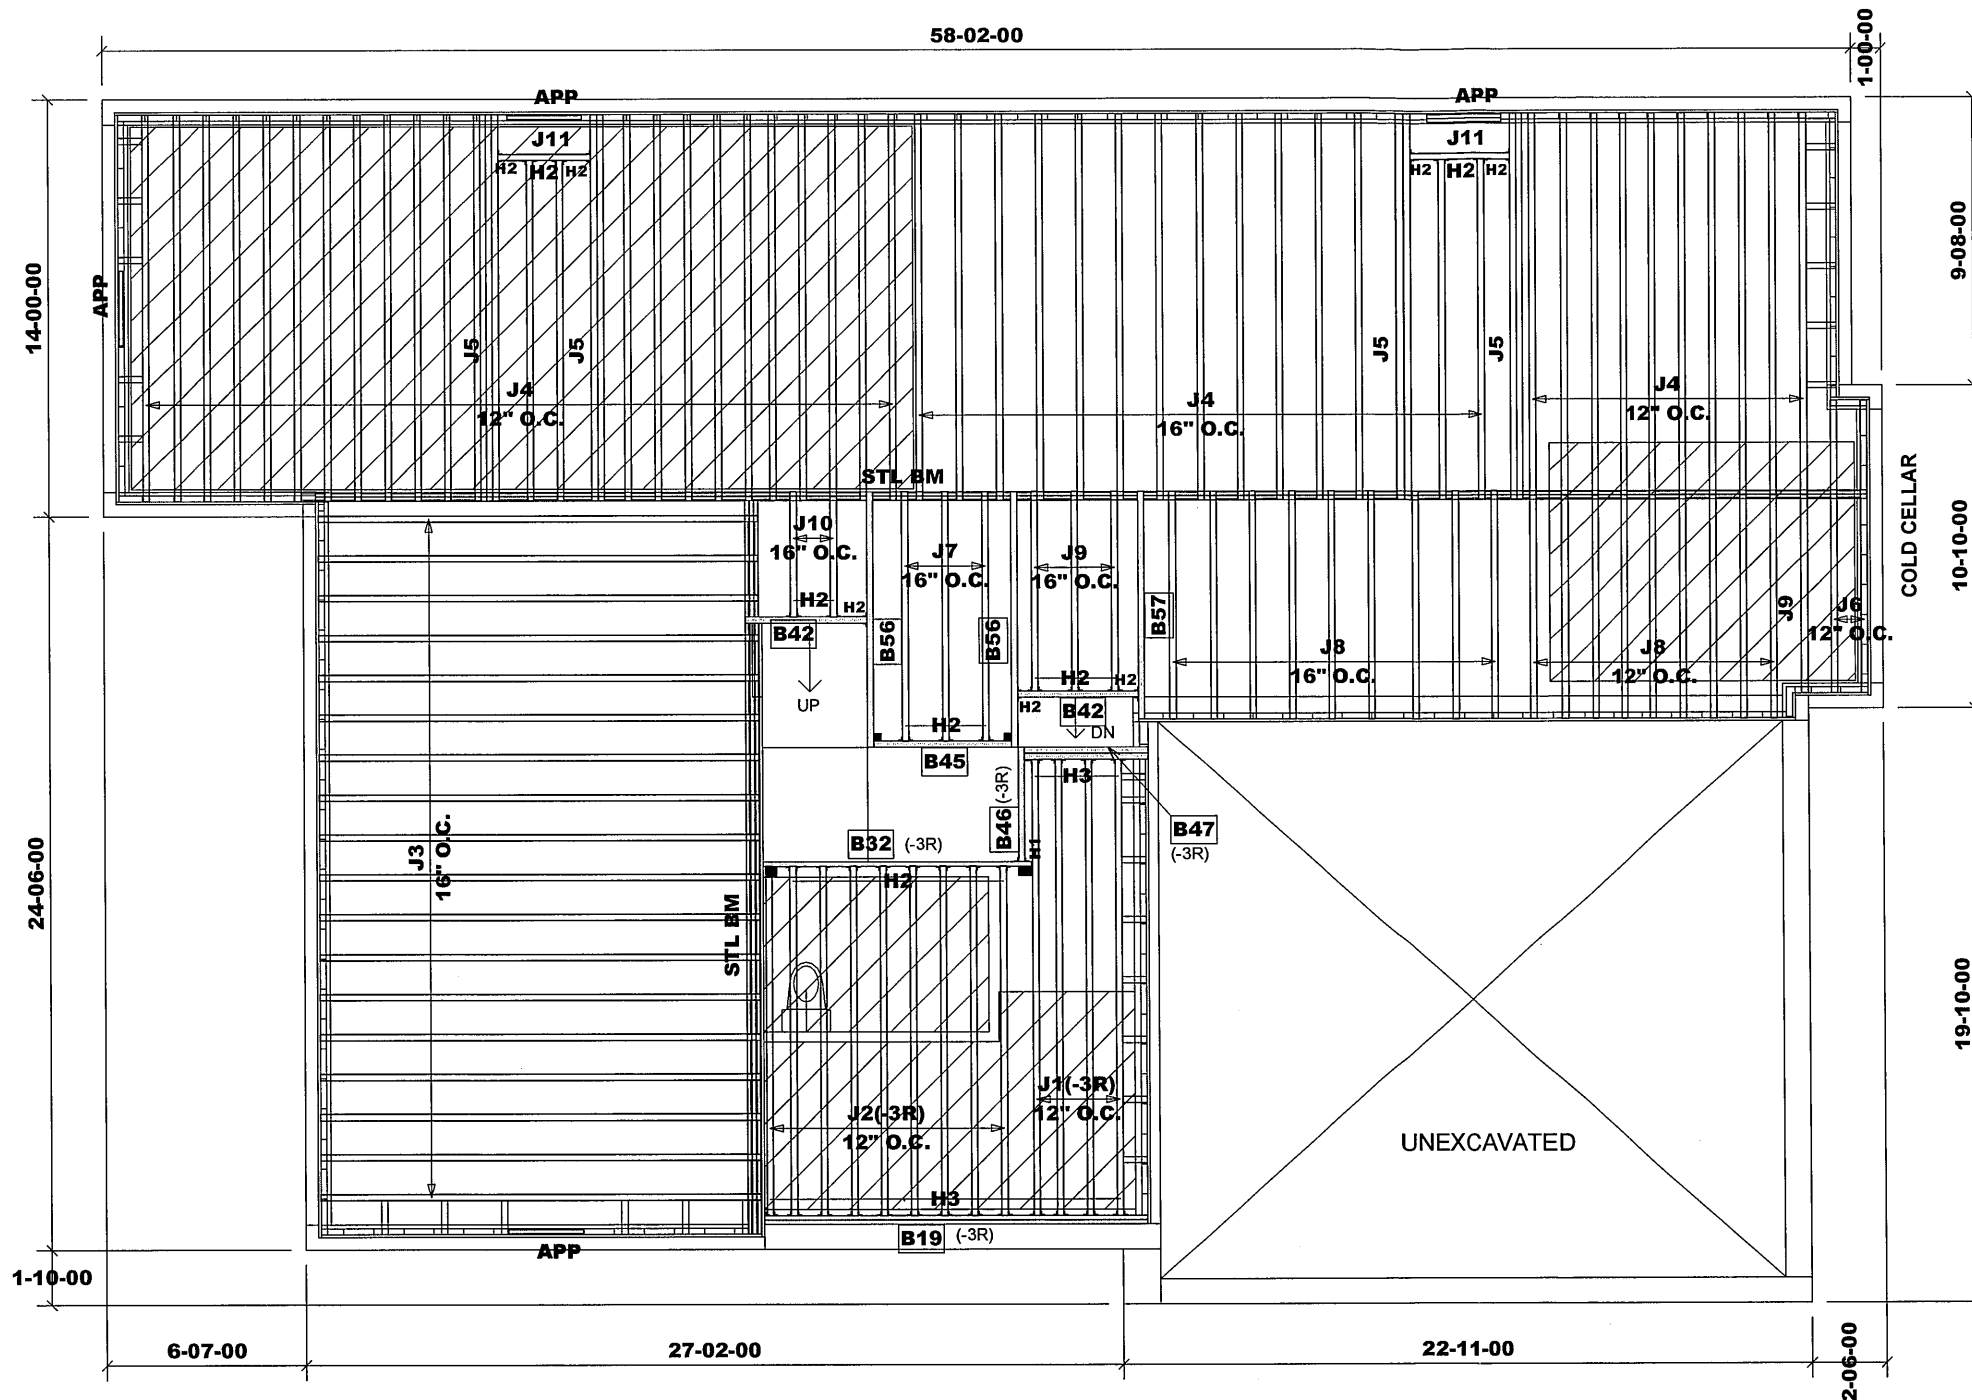 58-02-00
1-00-00
APP
APP
J11
J11
H2
H2
H2
H2
H2
H2
14-00-00
9-08-00
APP
J5
J5
J5
J5
J4
12" O.C.
J4
16" O.C.
J4
12" O.C.
STL BM
COLD CELLAR
10-10-00
J10
16" O.C.
J7
16" O.C.
J9
16" O.C.
H2
H2
B42
UP
B56
B56
B57
H2
H2
H2
B42
DN
J8
16" O.C.
J8
12" O.C.
J9
J6
12" O.C.
H2
B45
H3
B46
(-3R)
H1
B47
(-3R)
B32 (-3R)
H2
J3
16" O.C.
24-06-00
STL BM
19-10-00
J1(-3R)
12" O.C.
J2(-3R)
12" O.C.
UNEXCAVATED
H3
B19 (-3R)
APP
1-10-00
6-07-00
27-02-00
22-11-00
2-06-00